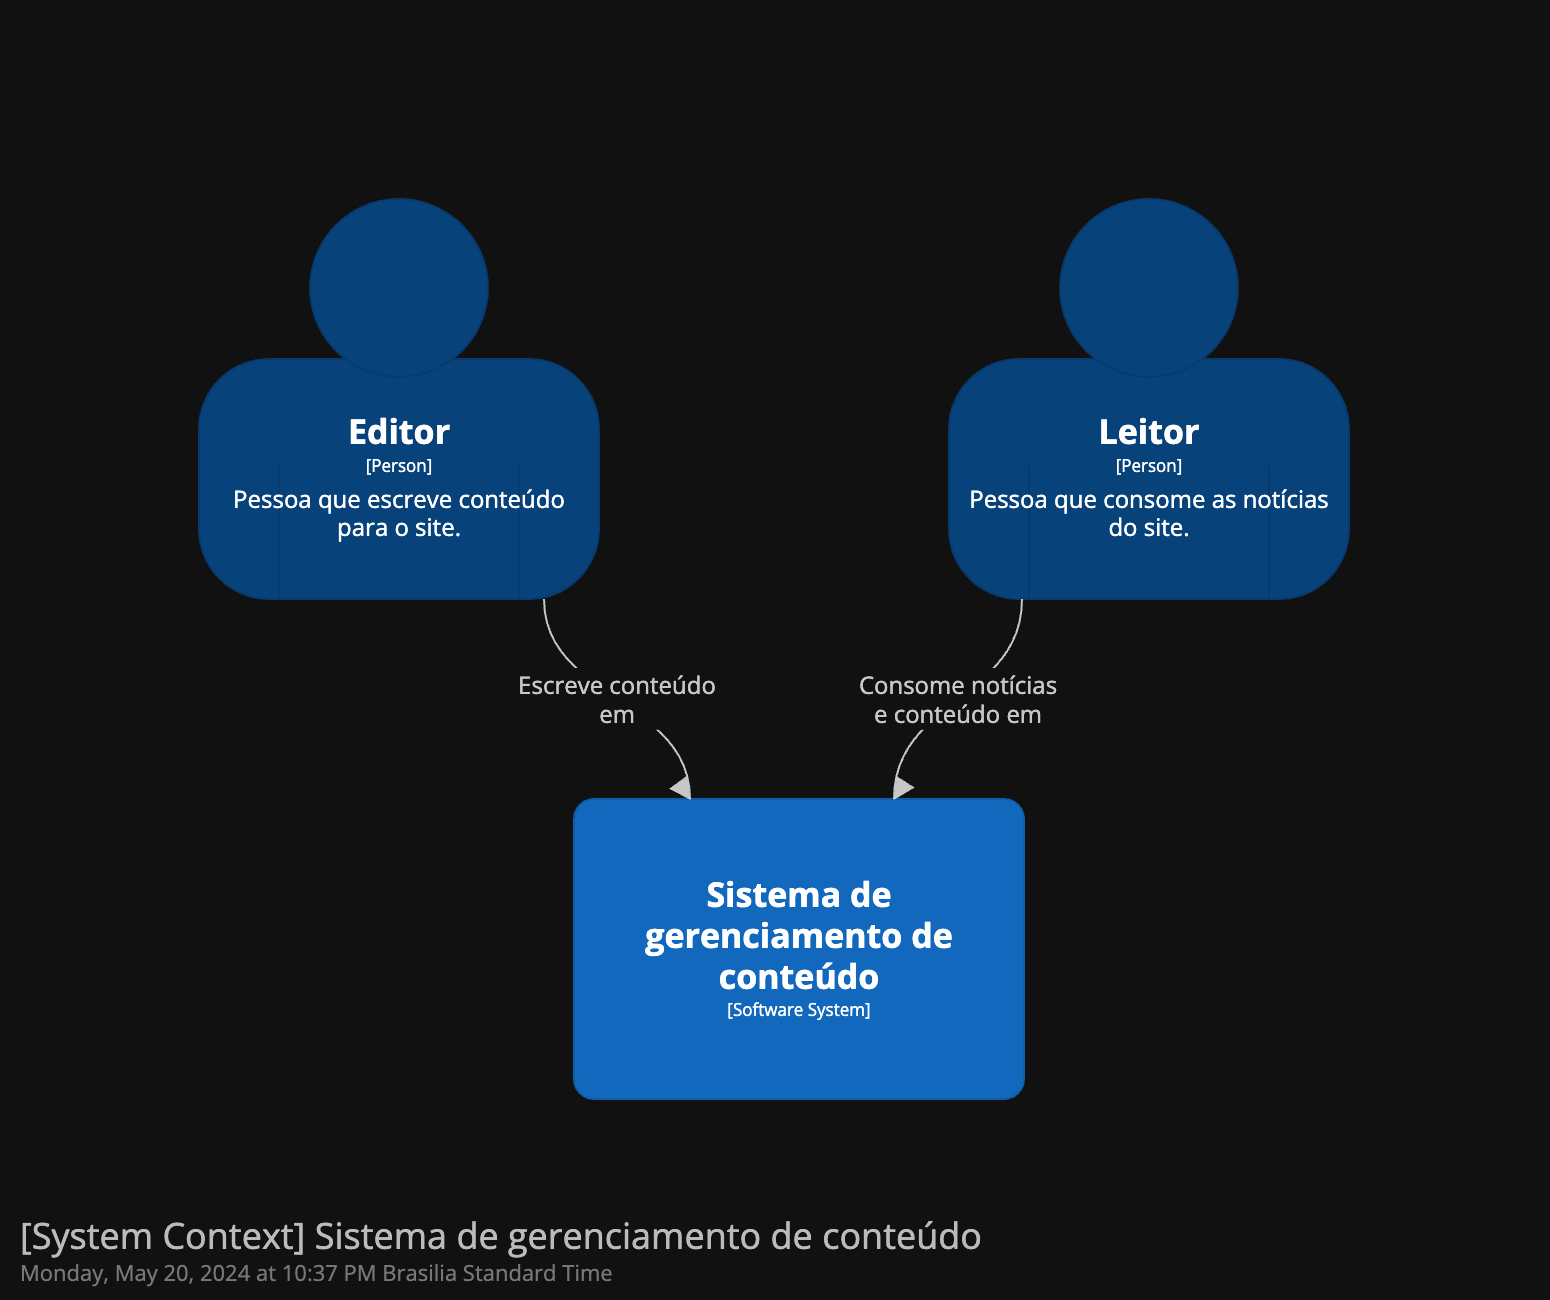 Editor
[Person]
Pessoa que escreve conteúdo
para o site.
Leitor
[Person]
Pessoa que consome as notícias
do site.
Escreve conteúdo
em
Consome notícias
e conteúdo em
Sistema de
gerenciamento de
conteúdo
[Software System]
[System Context] Sistema de gerenciamento de conteúdo
Monday, May 20, 2024 at 10:37 PM Brasilia Standard Time